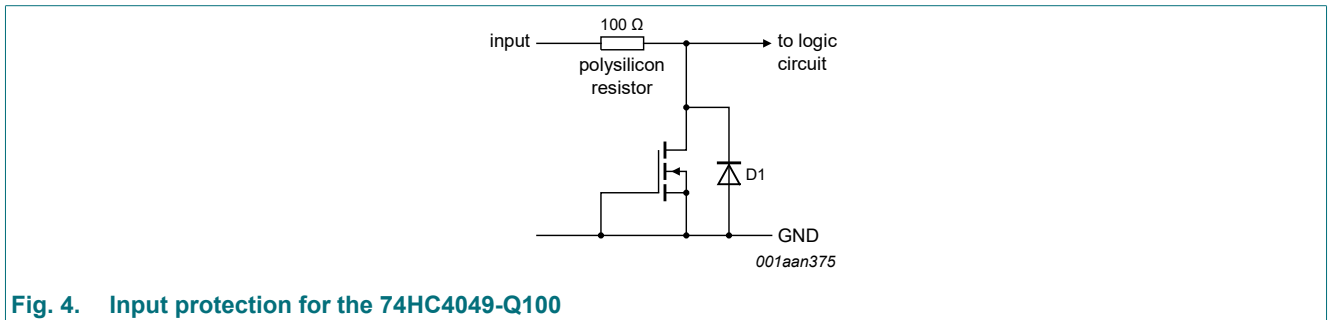 100 Ω
input
to logic
circuit
polysilicon
resistor
D1
GND
001aan375
Fig. 4. Input protection for the 74HC4049-Q100